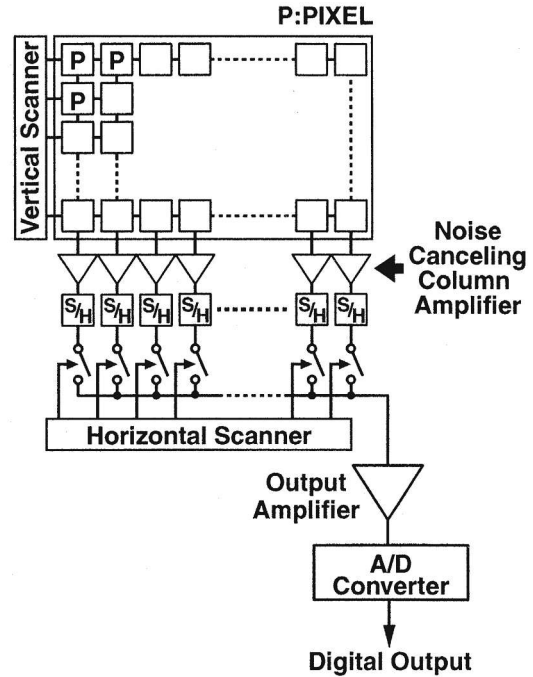 P:PIXEL
P P
P
Vertical Scanner
Noise
Canceling
Column
Amplifier
S/H S/H S/H S/H S/H S/H
Horizontal Scanner
Output
Amplifier
A/D
Converter
Digital Output